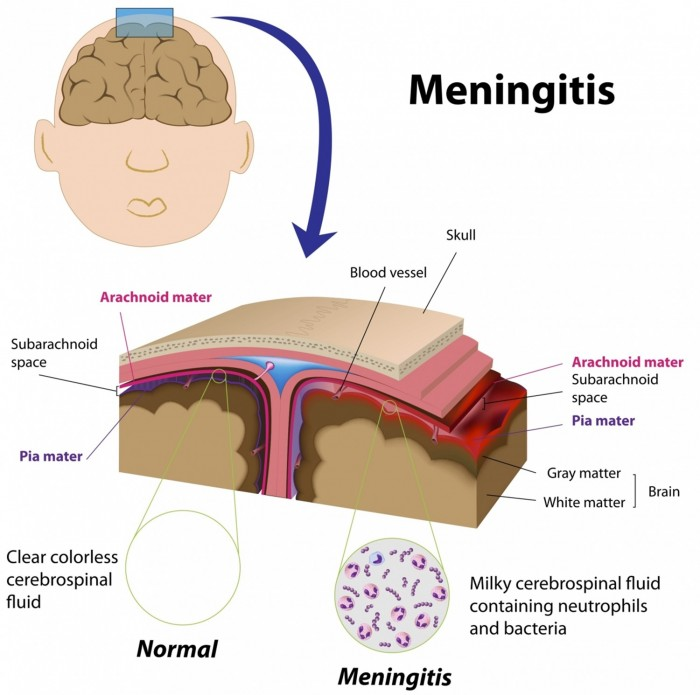 Meningitis
Skull
Blood vessel
Arachnoid mater
Subarachnoid
space
Pia mater
Arachnoid mater
Subarachnoid
space
Pia mater
Gray matter
White matter
Brain
Clear colorless
cerebrospinal
fluid
Normal
Milky cerebrospinal fluid
containing neutrophils
and bacteria
Meningitis